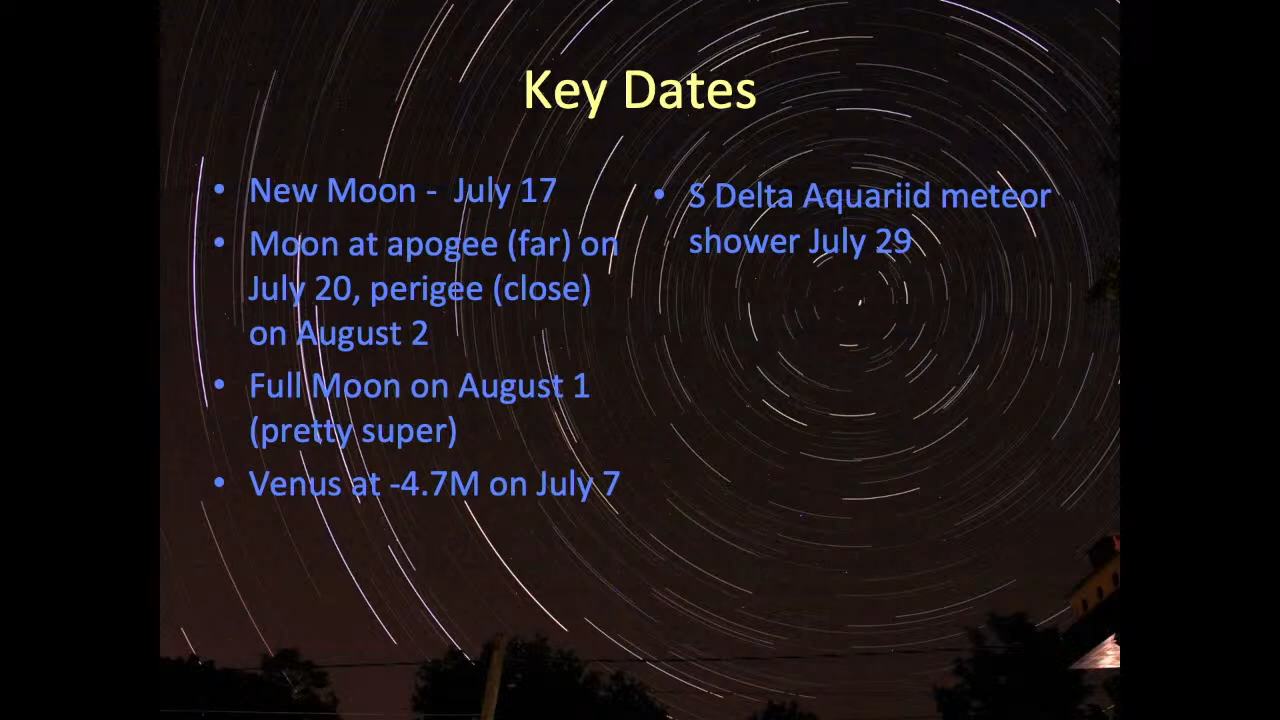 Key Dates
• New Moon -  July 17
• Moon at apogee (far) on
July 20, perigee (close)
on August 2
• Full Moon on August 1
(pretty super)
• Venus at -4.7M on July 7
• S Delta Aquariid meteor
shower July 29